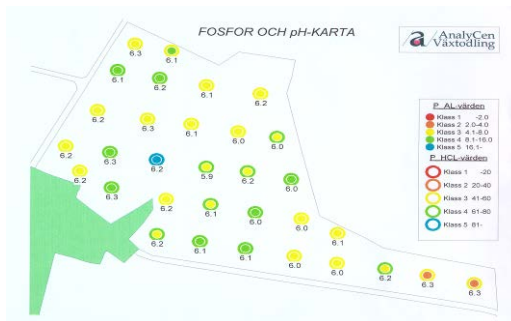 FOSFOR OCH pH-KARTA
a AnalyCen
Växtodling
6.3
6.1
6.1
6.2
6.1
6.2
6.2
6.3
6.1
6.0
6.0
6.2
6.3
6.2
6.2
5.9
6.2
6.0
6.3
6.2
6.1
6.0
6.0
6.2
6.1
6.1
6.1
6.0
6.0
6.2
6.3
6.3
P_AL-värden
Klass 1 -2.0
Klass 2 2.0-4.0
Klass 3 4.1-8.0
Klass 4 8.1-16.0
Klass 5 16.1-
P_HCL-värden
Klass 1 -20
Klass 2 20-40
Klass 3 41-60
Klass 4 61-80
Klass 5 81-